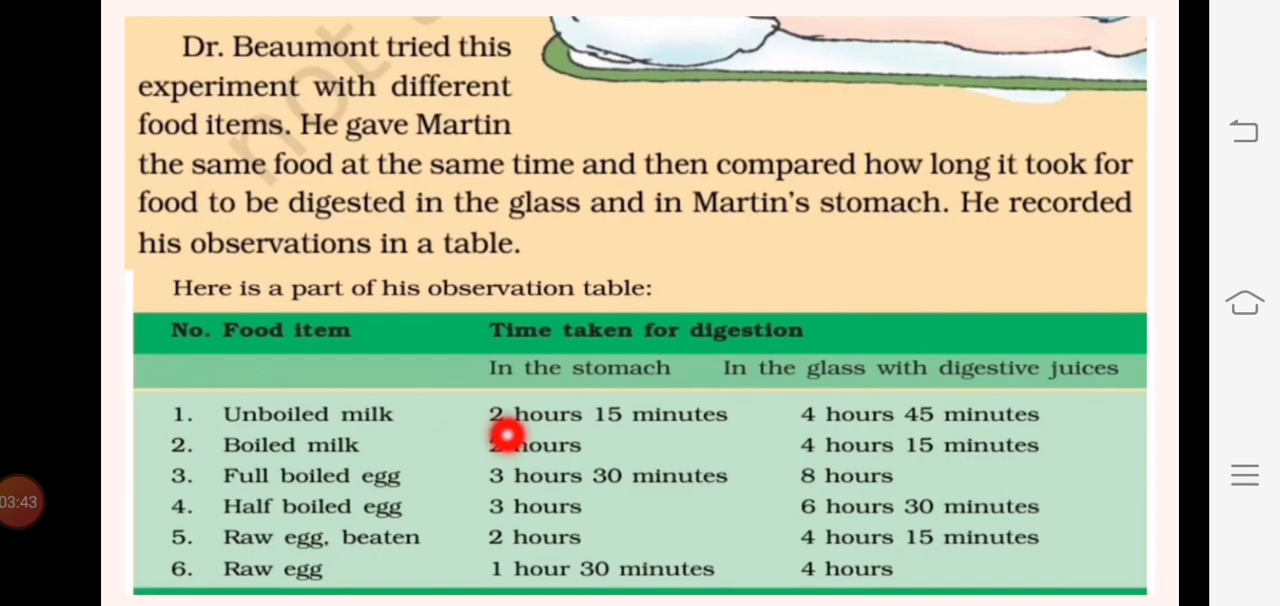 Dr. Beaumont tried this
experiment with different
food items. He gave Martin
the same food at the same time and then compared how long it took for
food to be digested in the glass and in Martin's stomach. He recorded
his observations in a table.
Here is a part of his observation table:
No. Food item Time taken for digestion
In the stomach In the glass with digestive juices
1. Unboiled milk 2 hours 15 minutes 4 hours 45 minutes
2. Boiled milk 2 hours 4 hours 15 minutes
3. Full boiled egg 3 hours 30 minutes 8 hours
4. Half boiled egg 3 hours 6 hours 30 minutes
5. Raw egg, beaten 2 hours 4 hours 15 minutes
6. Raw egg 1 hour 30 minutes 4 hours
03:43
not